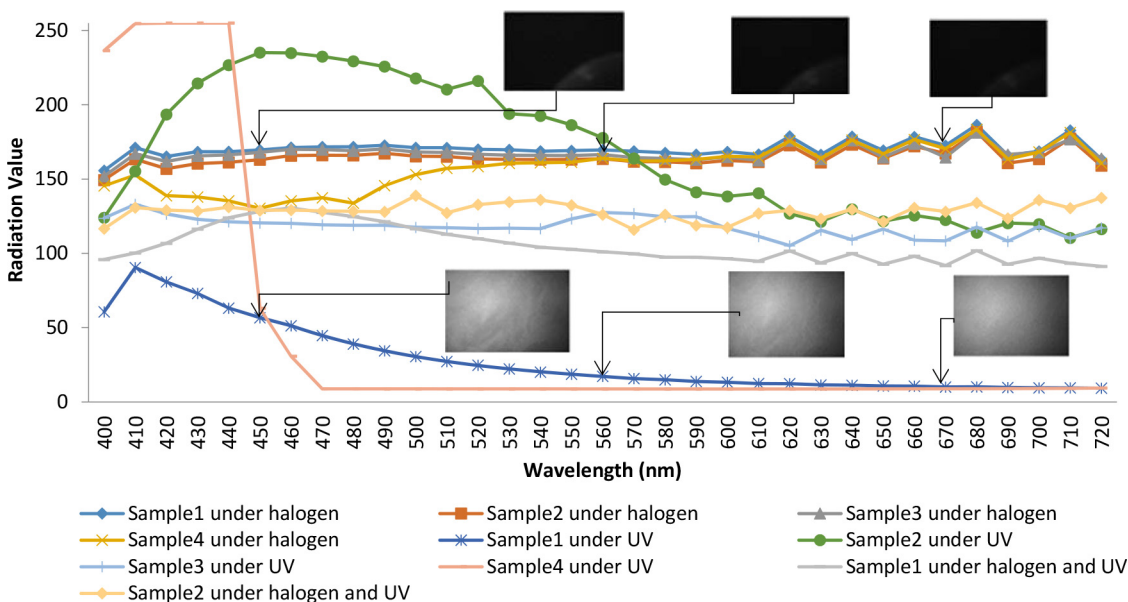 250
200
150
100
50
0
Radiation Value
400 410 420 430 440 450 460 470 480 490 500 510 520 530 540 550 560 570 580 590 600 610 620 630 640 650 660 670 680 690 700 710 720
Wavelength (nm)
Sample1 under halogen Sample2 under halogen Sample3 under halogen
Sample4 under halogen Sample1 under UV Sample2 under UV
Sample3 under UV Sample4 under UV Sample1 under halogen and UV
Sample2 under halogen and UV